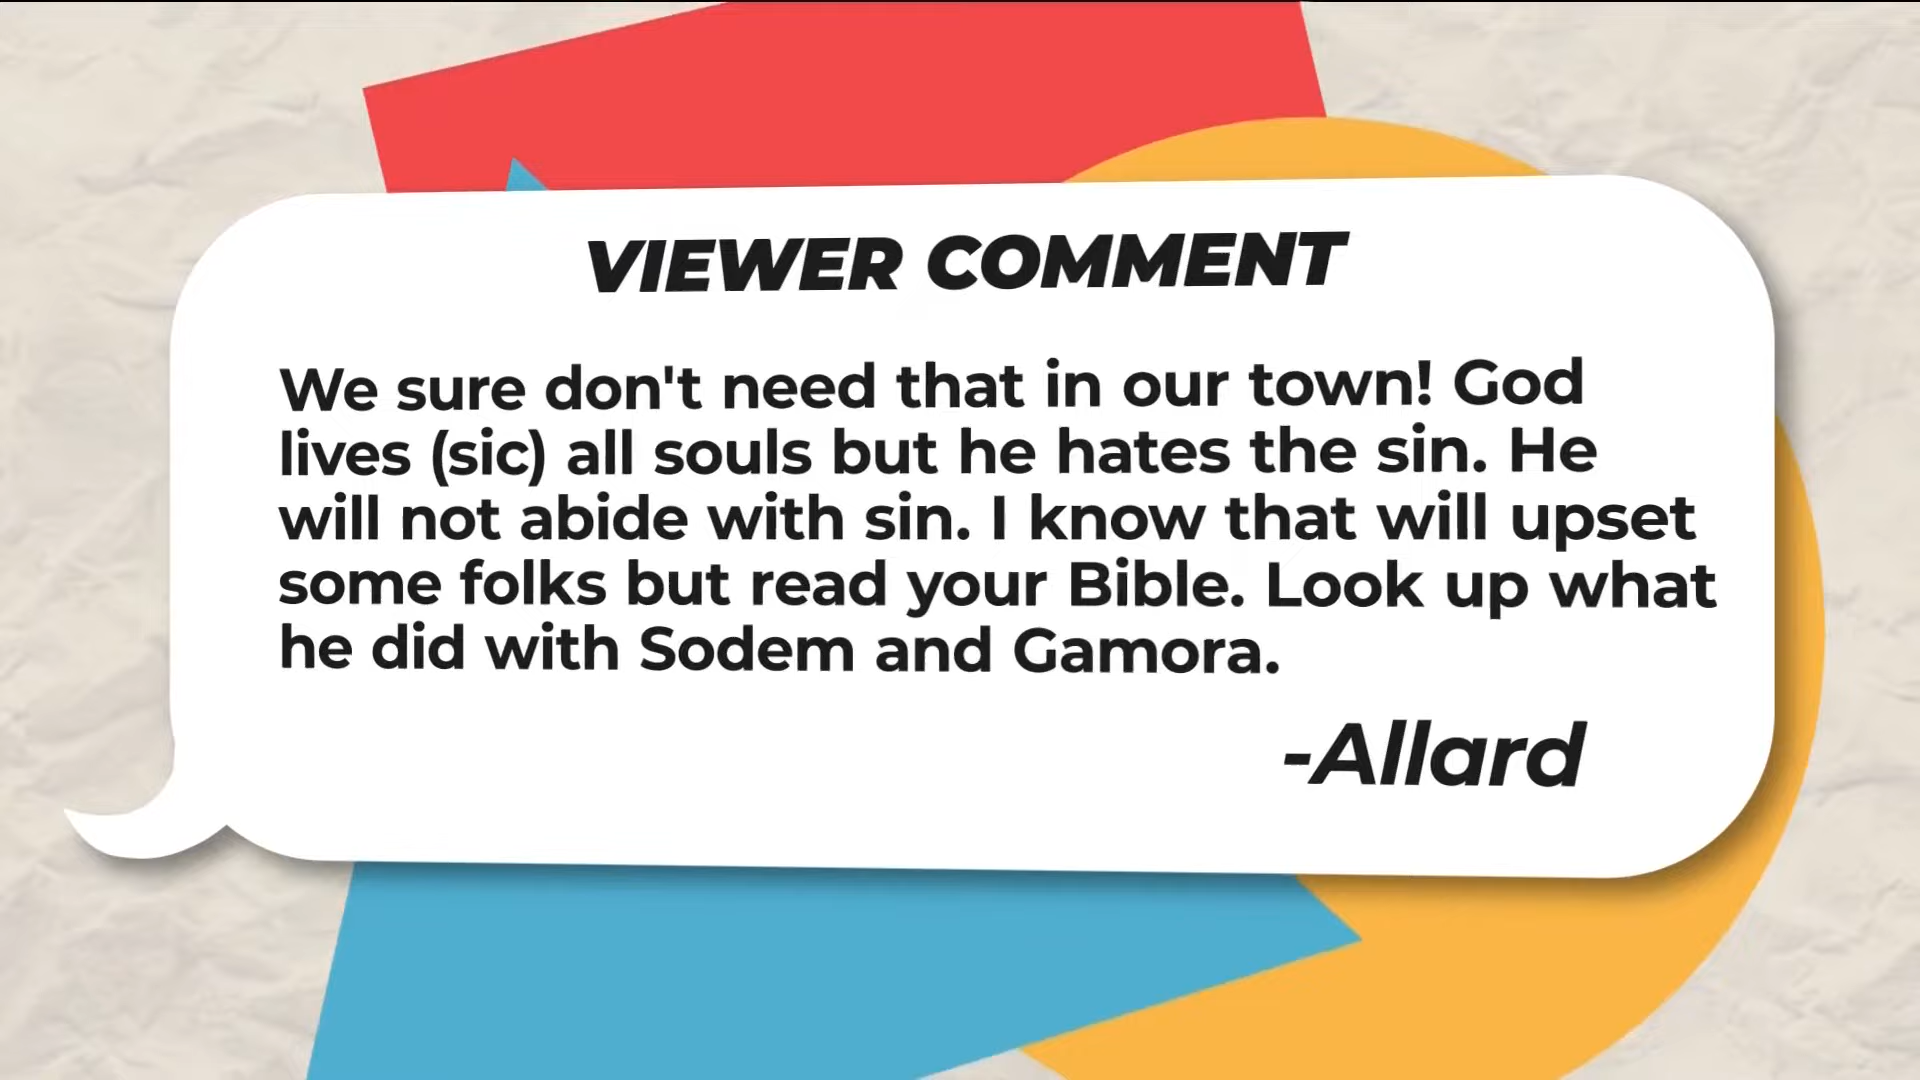 VIEWER COMMENT
We sure don't need that in our town! God
lives (sic) all souls but he hates the sin. He
will not abide with sin. I know that will upset
some folks but read your Bible. Look up what
he did with Sodem and Gamora.
-Allard